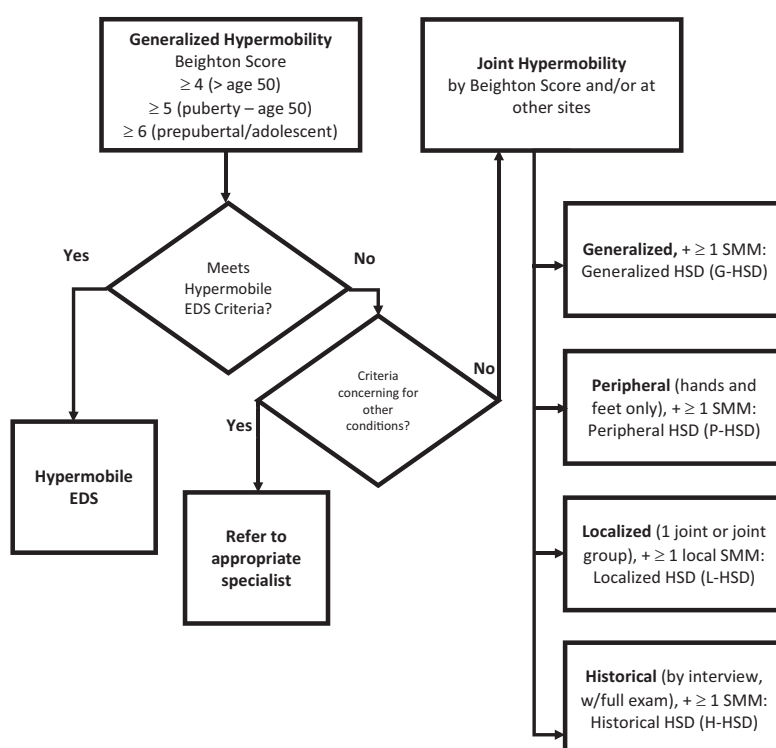 Generalized Hypermobility
Beighton Score
≥ 4 (> age 50)
≥ 5 (puberty – age 50)
≥ 6 (prepubertal/adolescent)
Joint Hypermobility
by Beighton Score and/or at
other sites
Yes
No
Meets
Hypermobile
EDS Criteria?
Generalized, + ≥ 1 SMM:
Generalized HSD (G-HSD)
No
Criteria
concerning for
other
conditions?
Yes
Peripheral (hands and
feet only), + ≥ 1 SMM:
Peripheral HSD (P-HSD)
Hypermobile
EDS
Refer to
appropriate
specialist
Localized (1 joint or joint
group), + ≥ 1 local SMM:
Localized HSD (L-HSD)
Historical (by interview,
w/full exam), + ≥ 1 SMM:
Historical HSD (H-HSD)